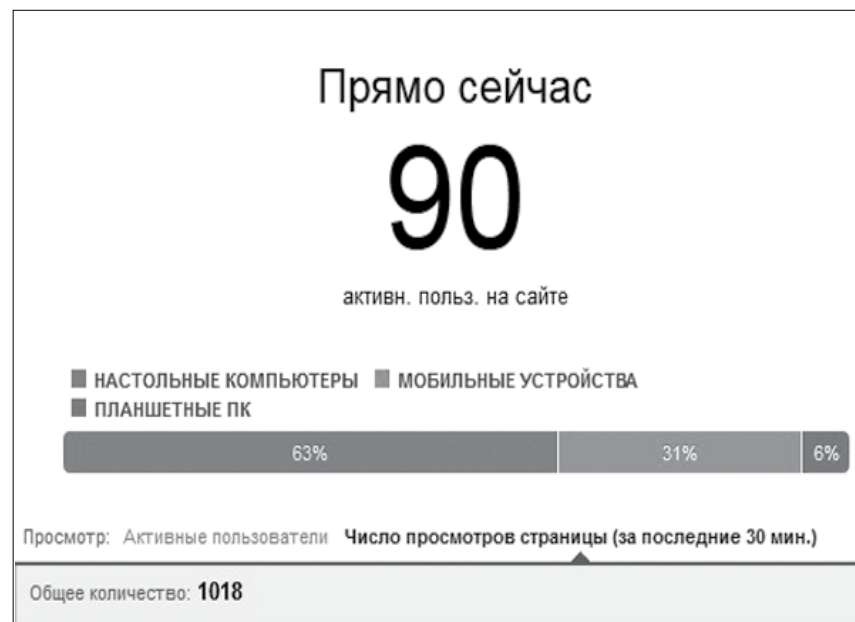 Прямо сейчас
90
активн. польз. на сайте
НАСТОЛЬНЫЕ КОМПЬЮТЕРЫ МОБИЛЬНЫЕ УСТРОЙСТВА
ПЛАНШЕТНЫЕ ПК
63% 31% 6%
Просмотр: Активные пользователи Число просмотров страницы (за последние 30 мин.)
Общее количество: 1018